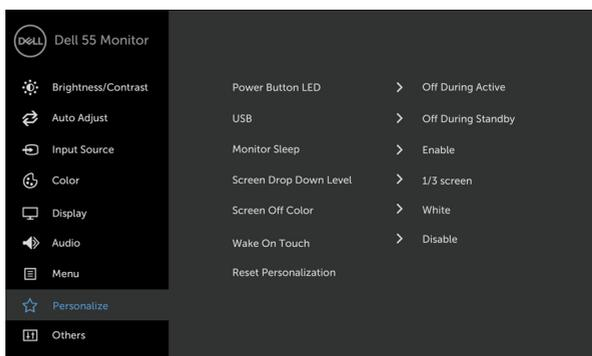 DELL Dell 55 Monitor
Brightness/Contrast
Auto Adjust
Input Source
Color
Display
Audio
Menu
Personalize
Others
Power Button LED > Off During Active
USB > Off During Standby
Monitor Sleep > Enable
Screen Drop Down Level > 1/3 screen
Screen Off Color > White
Wake On Touch > Disable
Reset Personalization